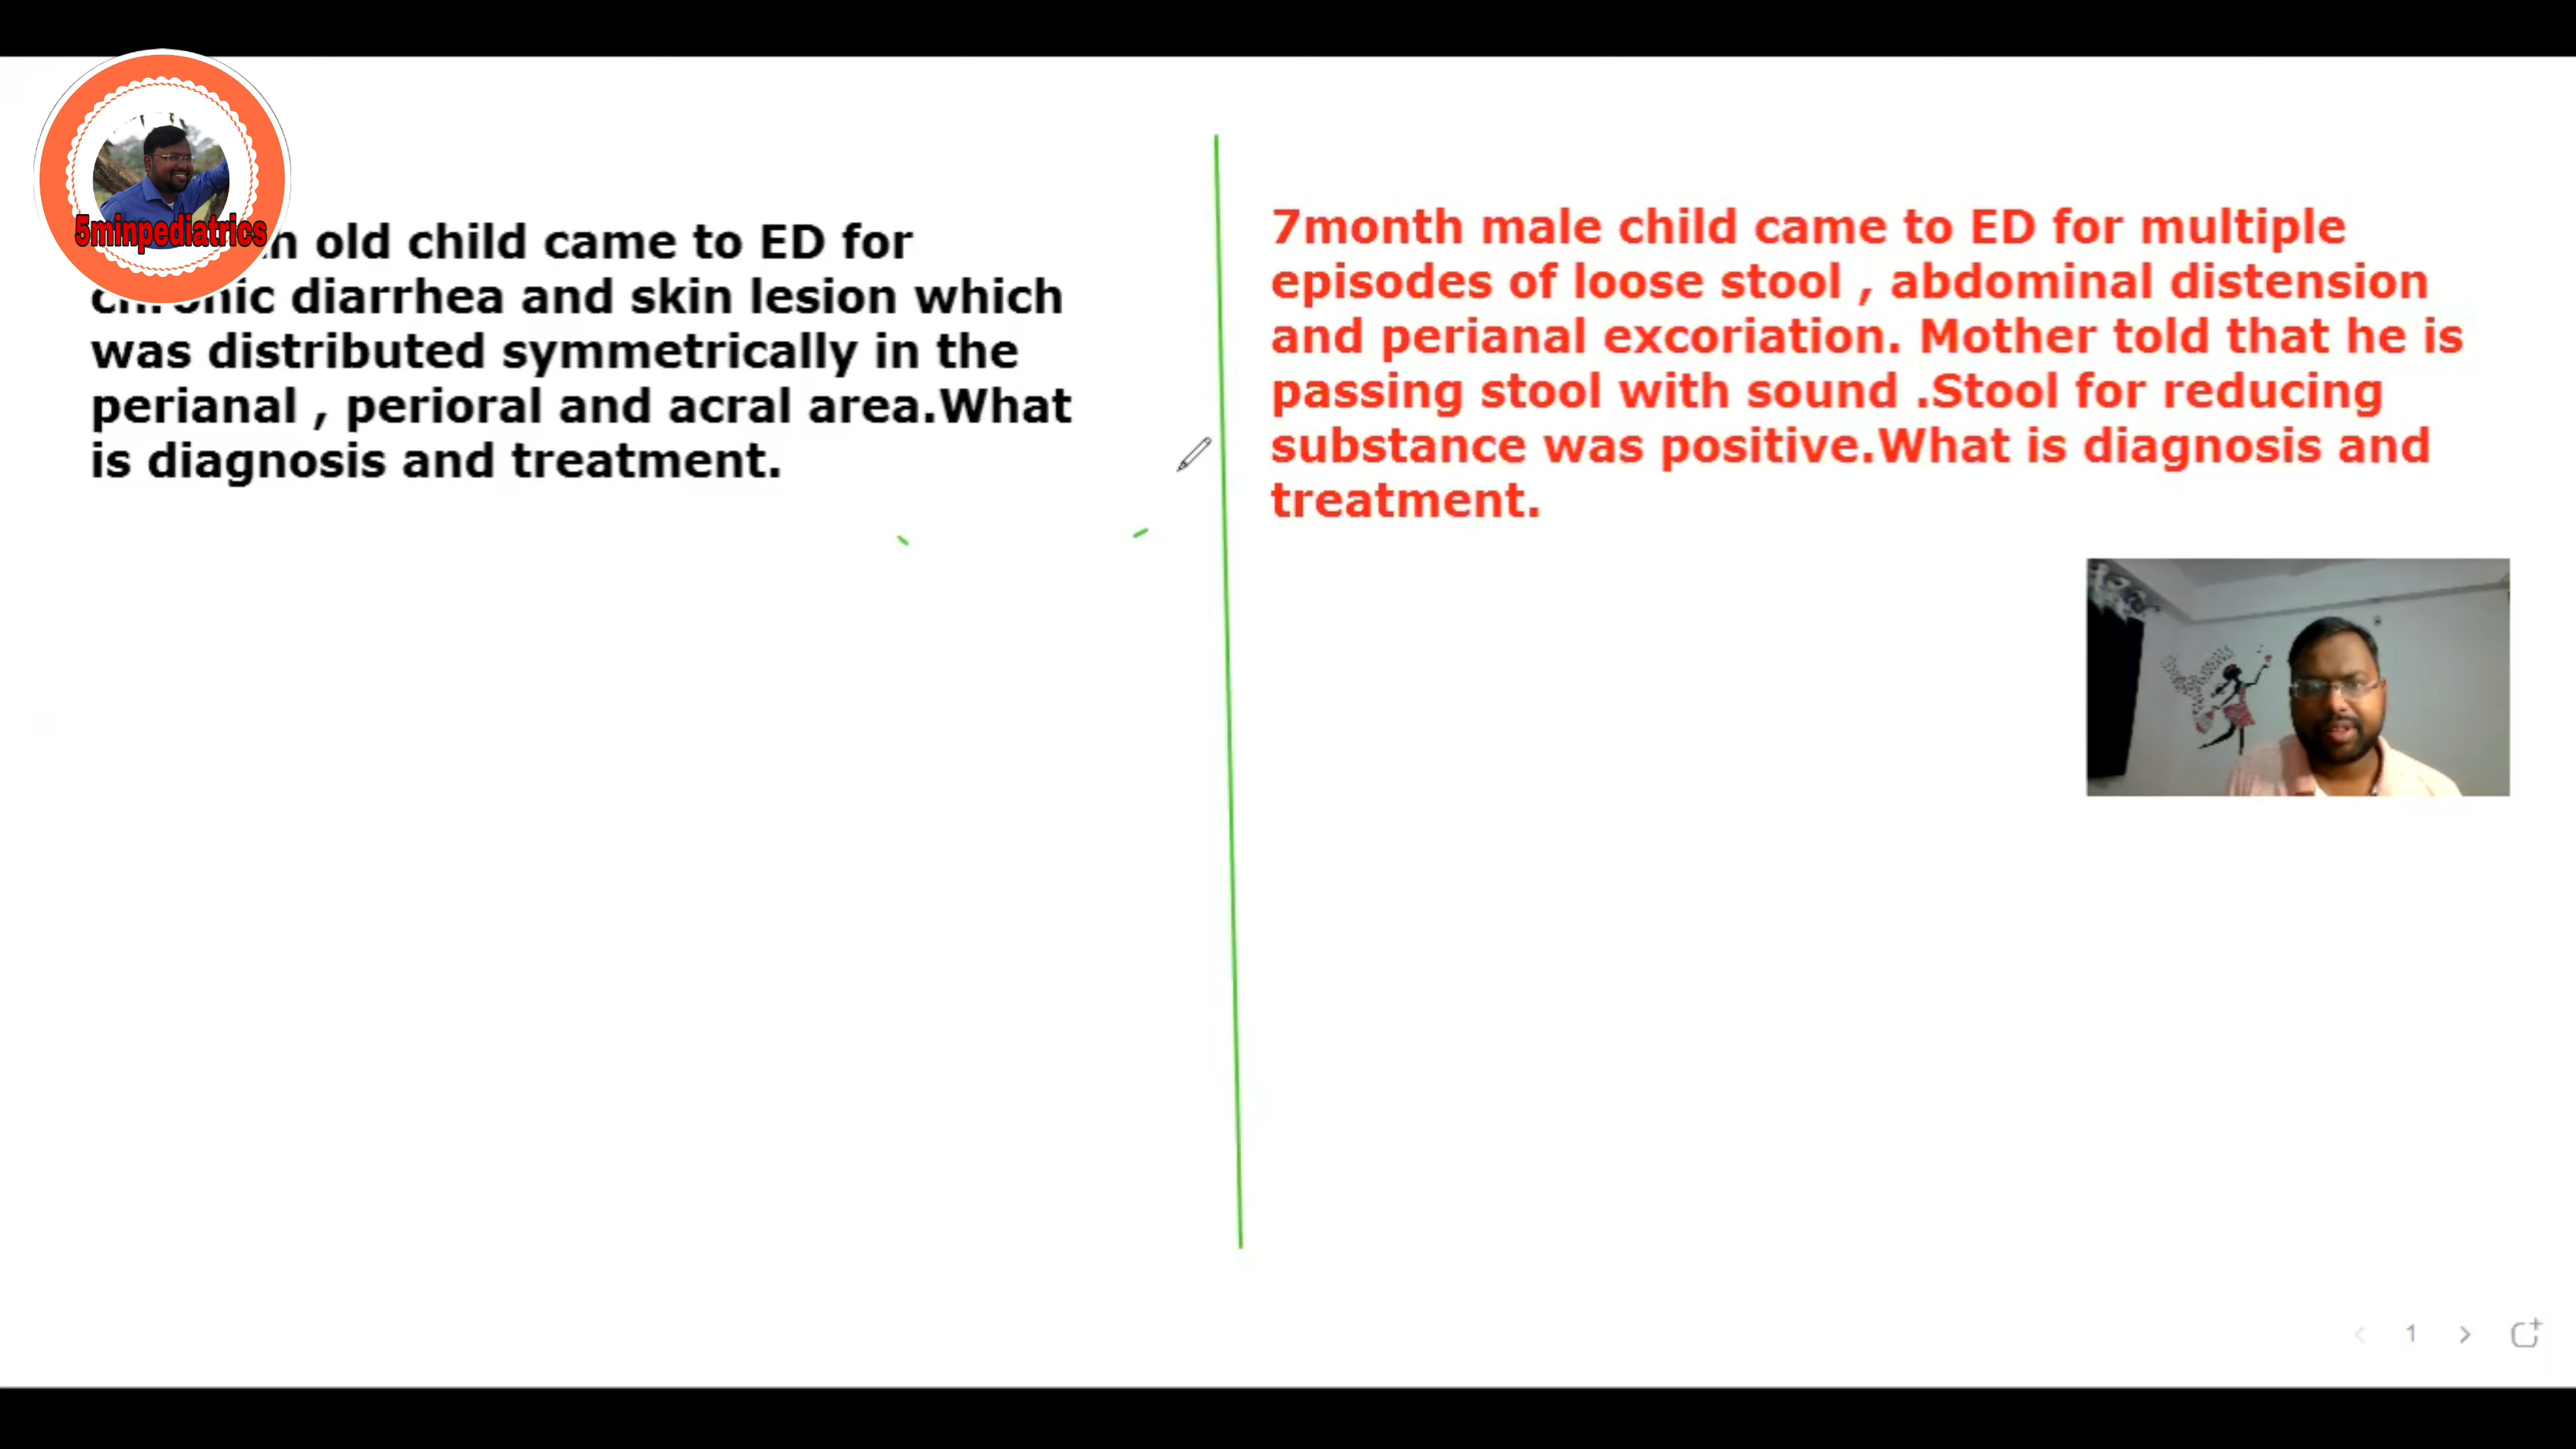 5minpediatrics
old child came to ED for
chronic diarrhea and skin lesion which
was distributed symmetrically in the
perianal , perioral and acral area.What
is diagnosis and treatment.
7month male child came to ED for multiple
episodes of loose stool , abdominal distension
and perianal excoriation. Mother told that he is
passing stool with sound .Stool for reducing
substance was positive.What is diagnosis and
treatment.
1